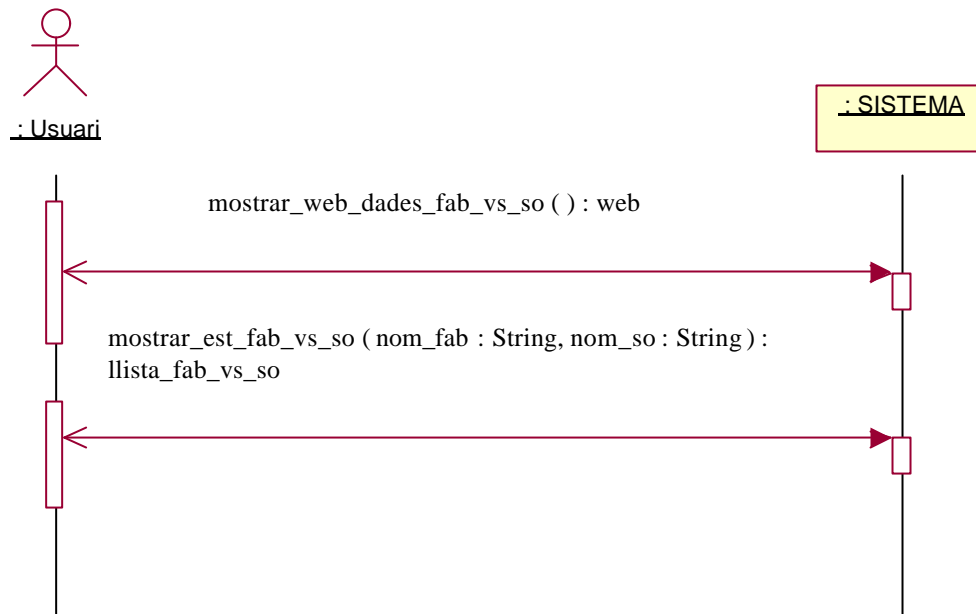 : Usuari
: SISTEMA
mostrar_web_dades_fab_vs_so ( ) : web
mostrar_est_fab_vs_so ( nom_fab : String, nom_so : String ) :
llista_fab_vs_so